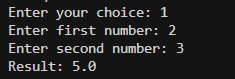 Enter your choice: 1
Enter first number: 2
Enter second number: 3
Result: 5.0